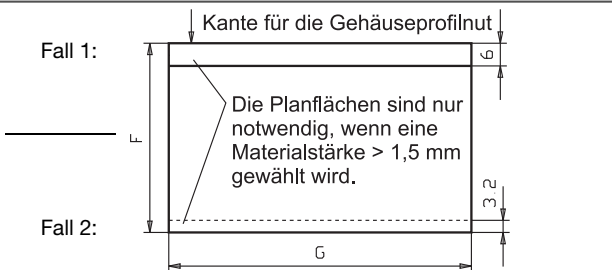 Kante für die Gehäuseprofilnut
Fall 1:
6
Die Planflächen sind nur
notwendig, wenn eine
Materialstärke > 1,5 mm
gewählt wird.
F
3.2
Fall 2:
G